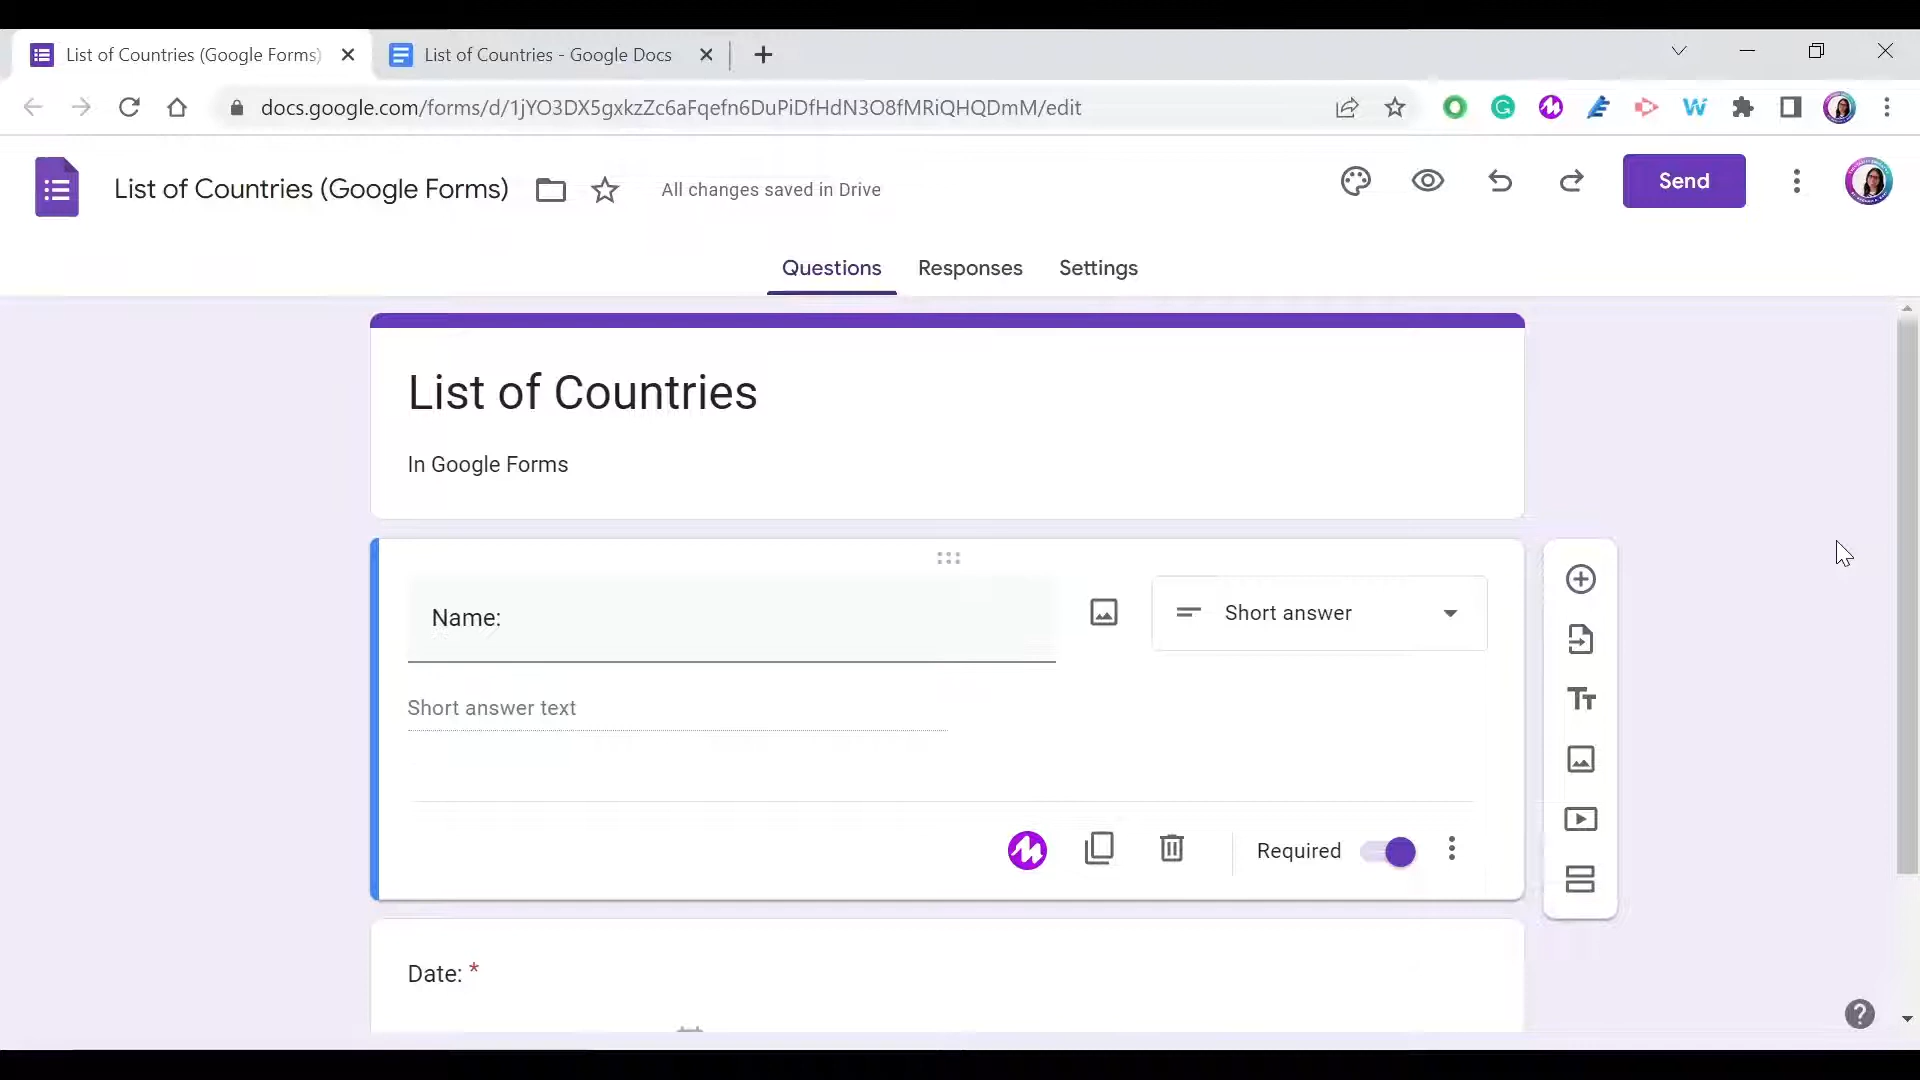 List of Countries (Google Forms)
List of Countries - Google Docs
docs.google.com/forms/d/1jYO3DX5gxkzZc6aFqefn6DuPiDfHdN3O8fMRiQHQDmM/edit
List of Countries (Google Forms)
All changes saved in Drive
Send
Questions
Responses
Settings
List of Countries
In Google Forms
Name:
Short answer
Short answer text
Required
Date: *